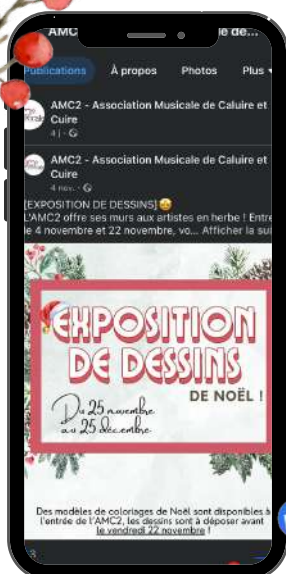 AMC
e de...
Publications À propos Photos Plus
AMC2 - Association Musicale de Caluire et
Cuire
4 j
AMC2 - Association Musicale de Caluire et
Cuire
4 nov.
[EXPOSITION DE DESSINS]
L'AMC2 offre ses murs aux artistes en herbe ! Entre
le 4 novembre et 22 novembre, vo... Afficher la sui
EXPOSITION
DE DESSINS
DE NOËL !
Du 25 novembre
au 25 décembre
Des modèles de coloriages de Noël sont disponibles à
l'entrée de l'AMC2, les dessins sont à déposer avant
le vendredi 22 novembre !
3